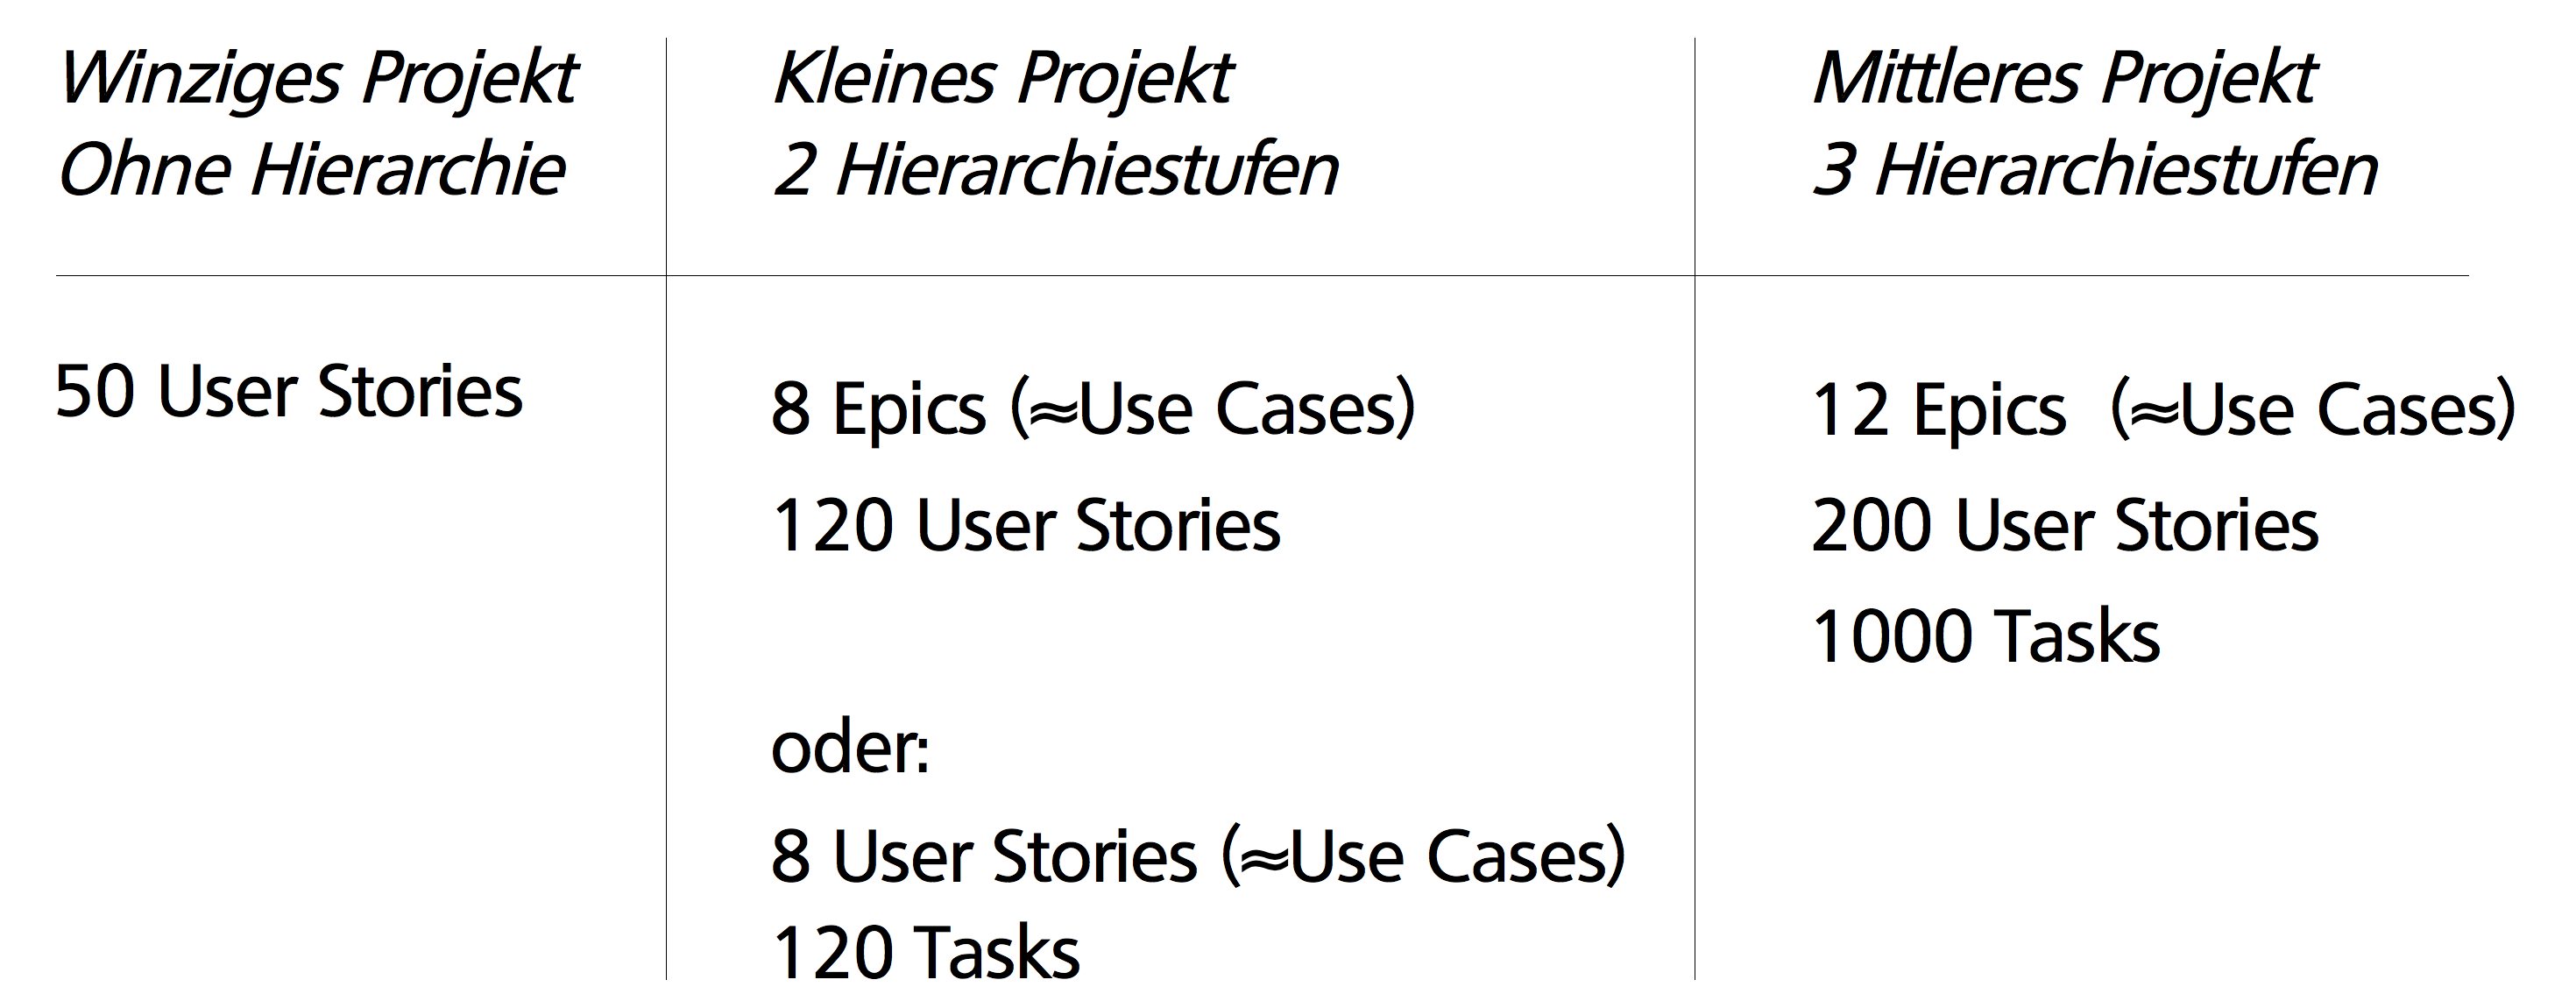 Winziges Projekt
Ohne Hierarchie
Kleines Projekt
2 Hierarchiestufen
Mittleres Projekt
3 Hierarchiestufen
50 User Stories
8 Epics (≈Use Cases)
120 User Stories
oder:
8 User Stories (≈Use Cases)
120 Tasks
12 Epics (≈Use Cases)
200 User Stories
1000 Tasks